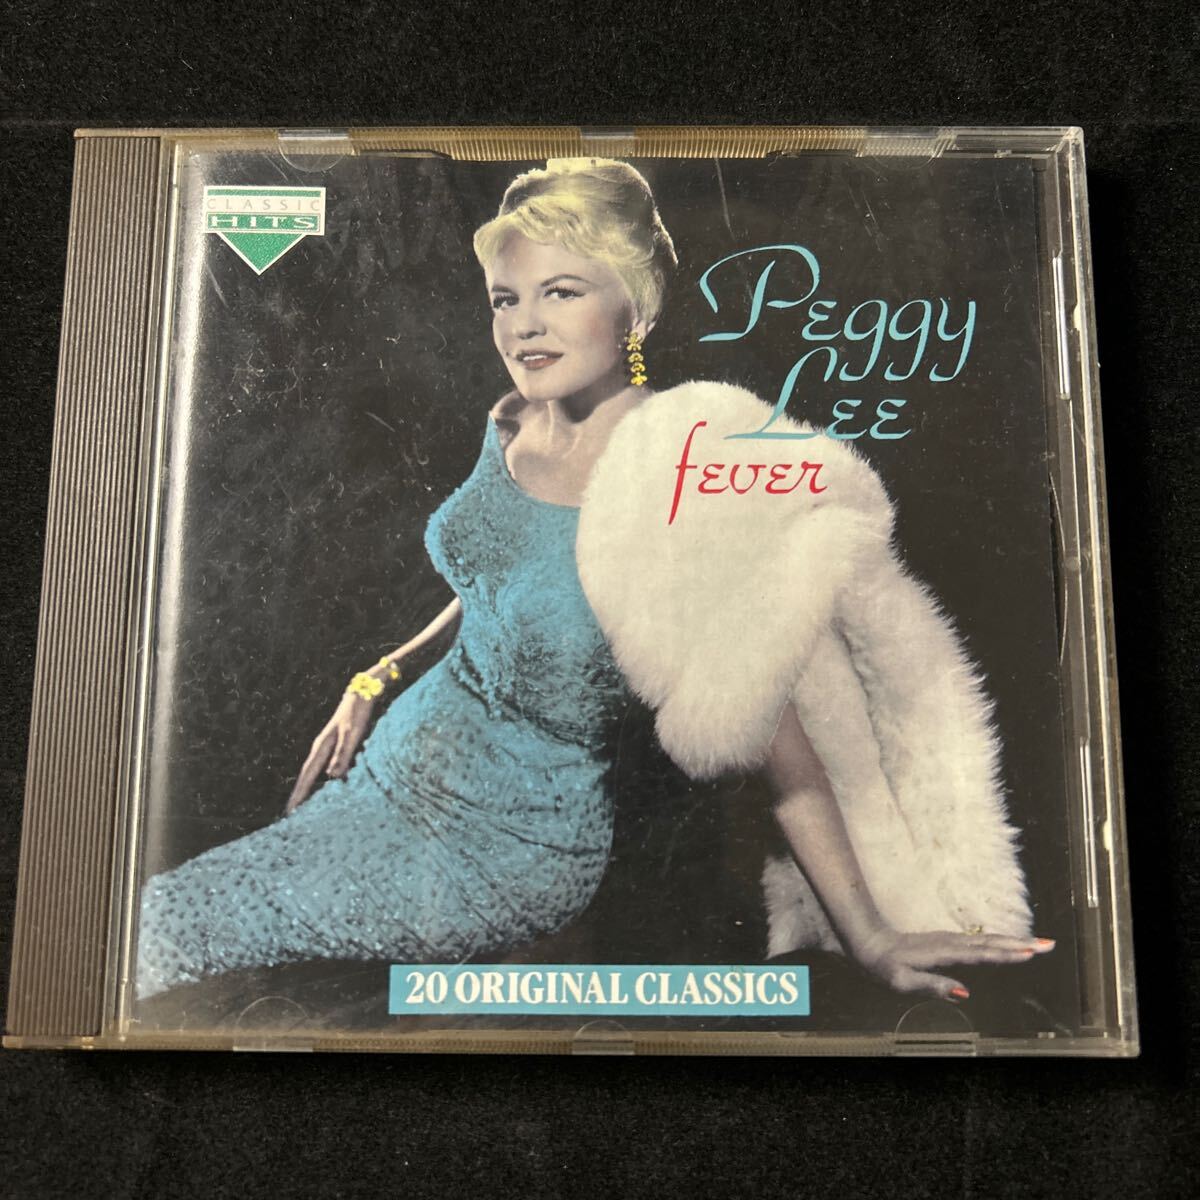 CLASSIC
HITS
Peggy
Lee
fever
20 ORIGINAL CLASSICS